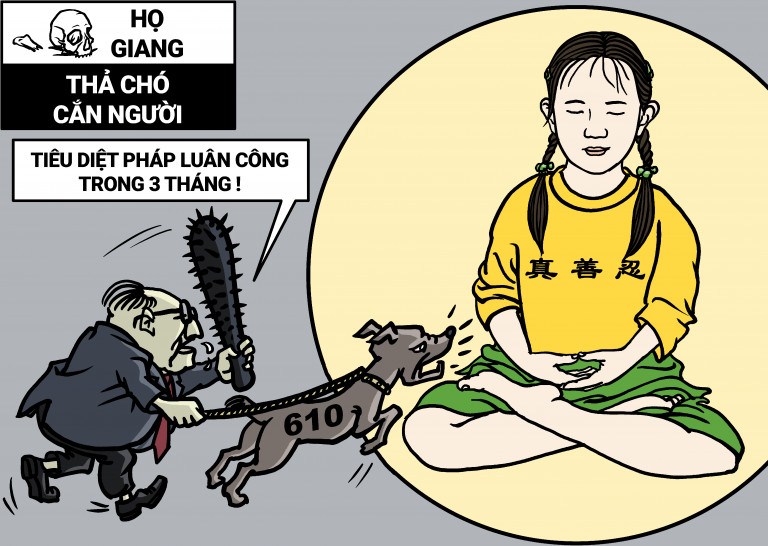 HỌ
GIANG
THẢ CHÓ
CẮN NGƯỜI
TIÊU DIỆT PHÁP LUÂN CÔNG
TRONG 3 THÁNG !
真善忍
610